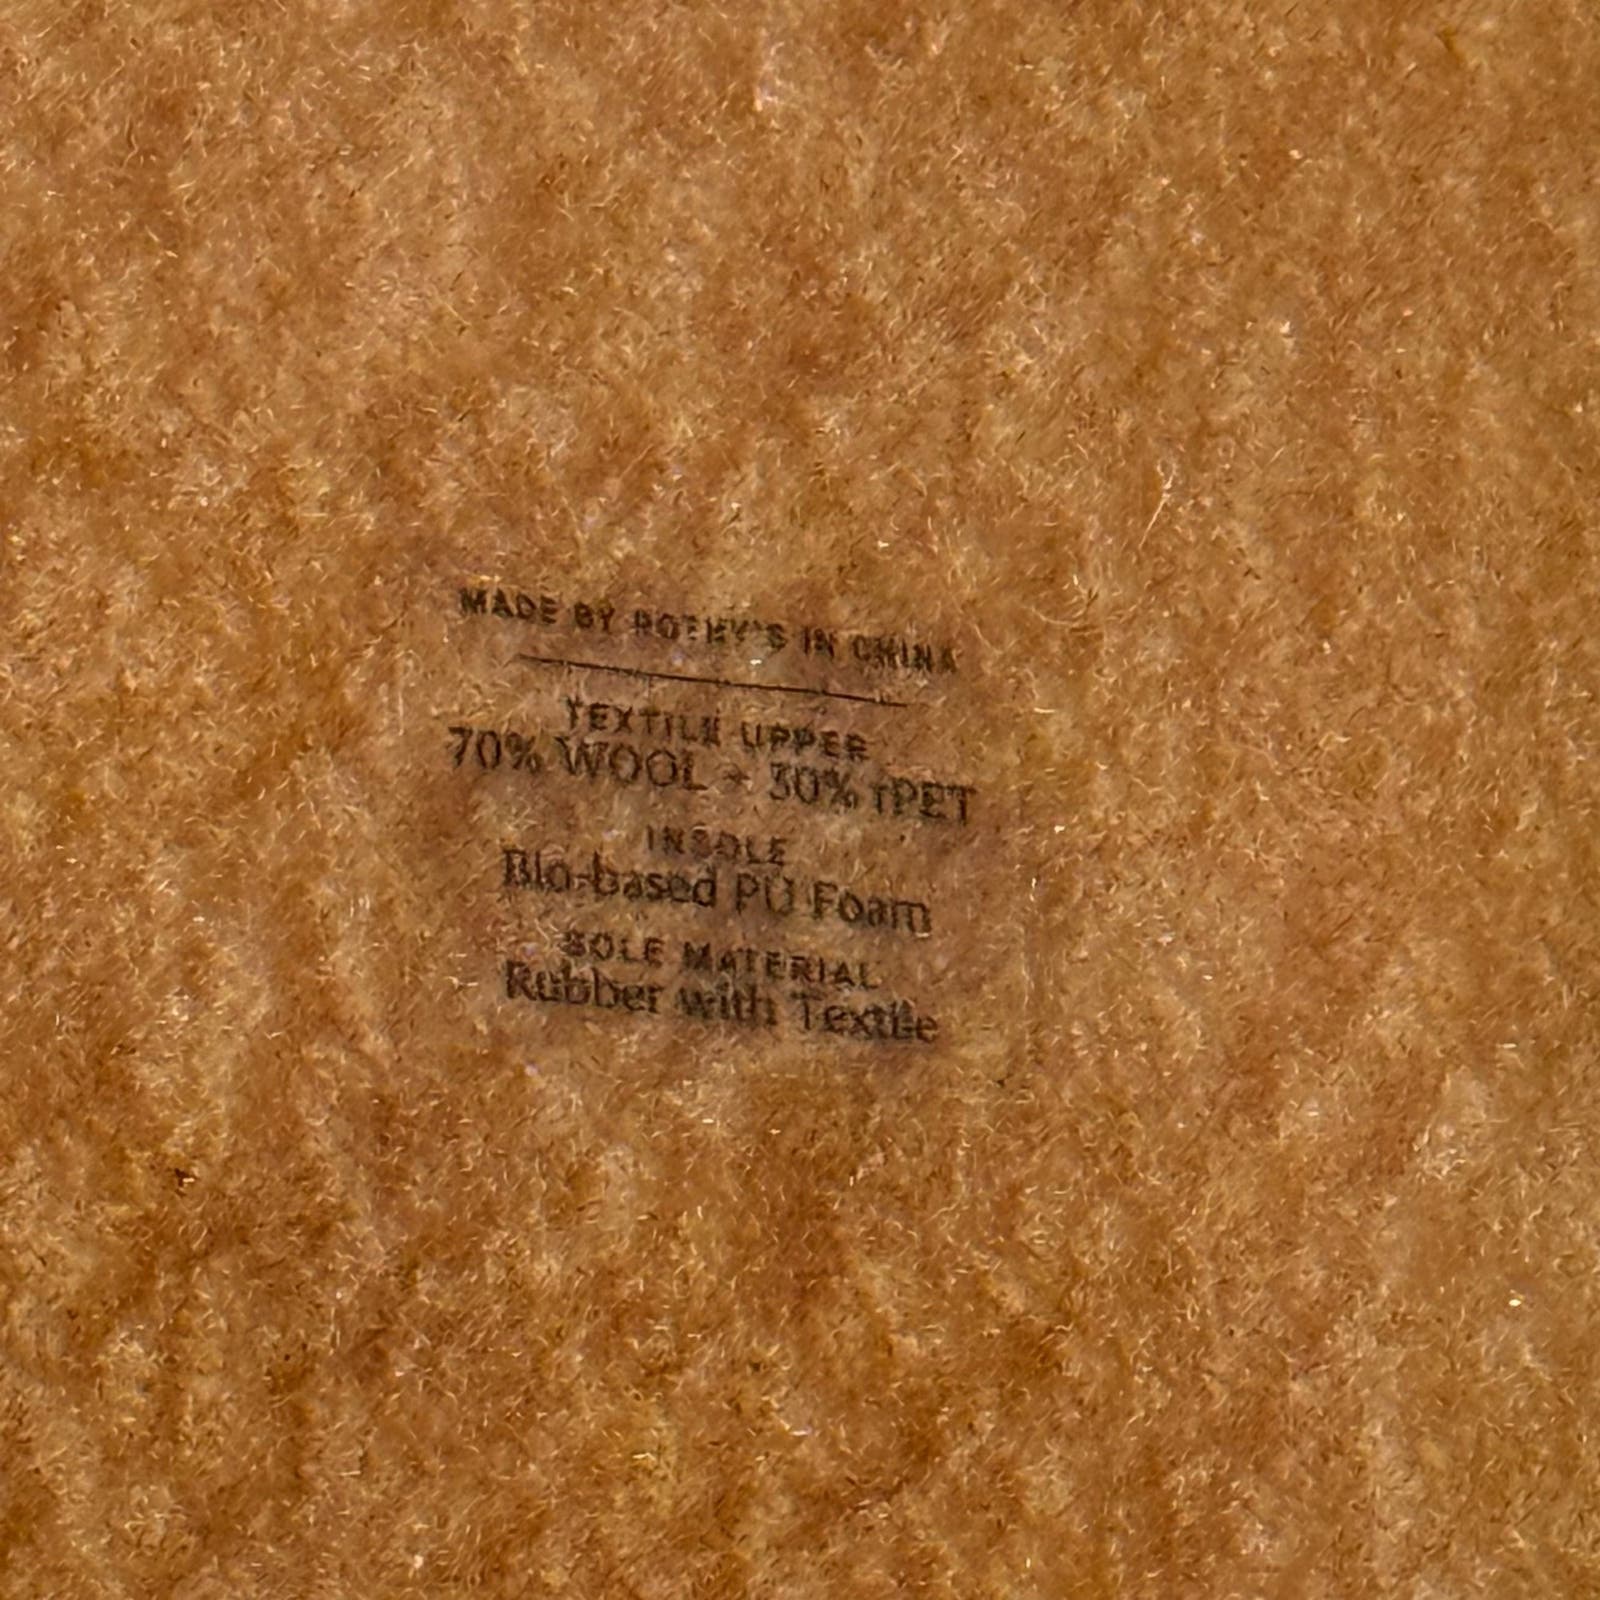 MADE BY ROTHY'S IN CHINA
TEXTILE UPPER
70% WOOL + 30% rPET
INSOLE
Bio-based PU Foam
SOLE MATERIAL
Rubber with Textile